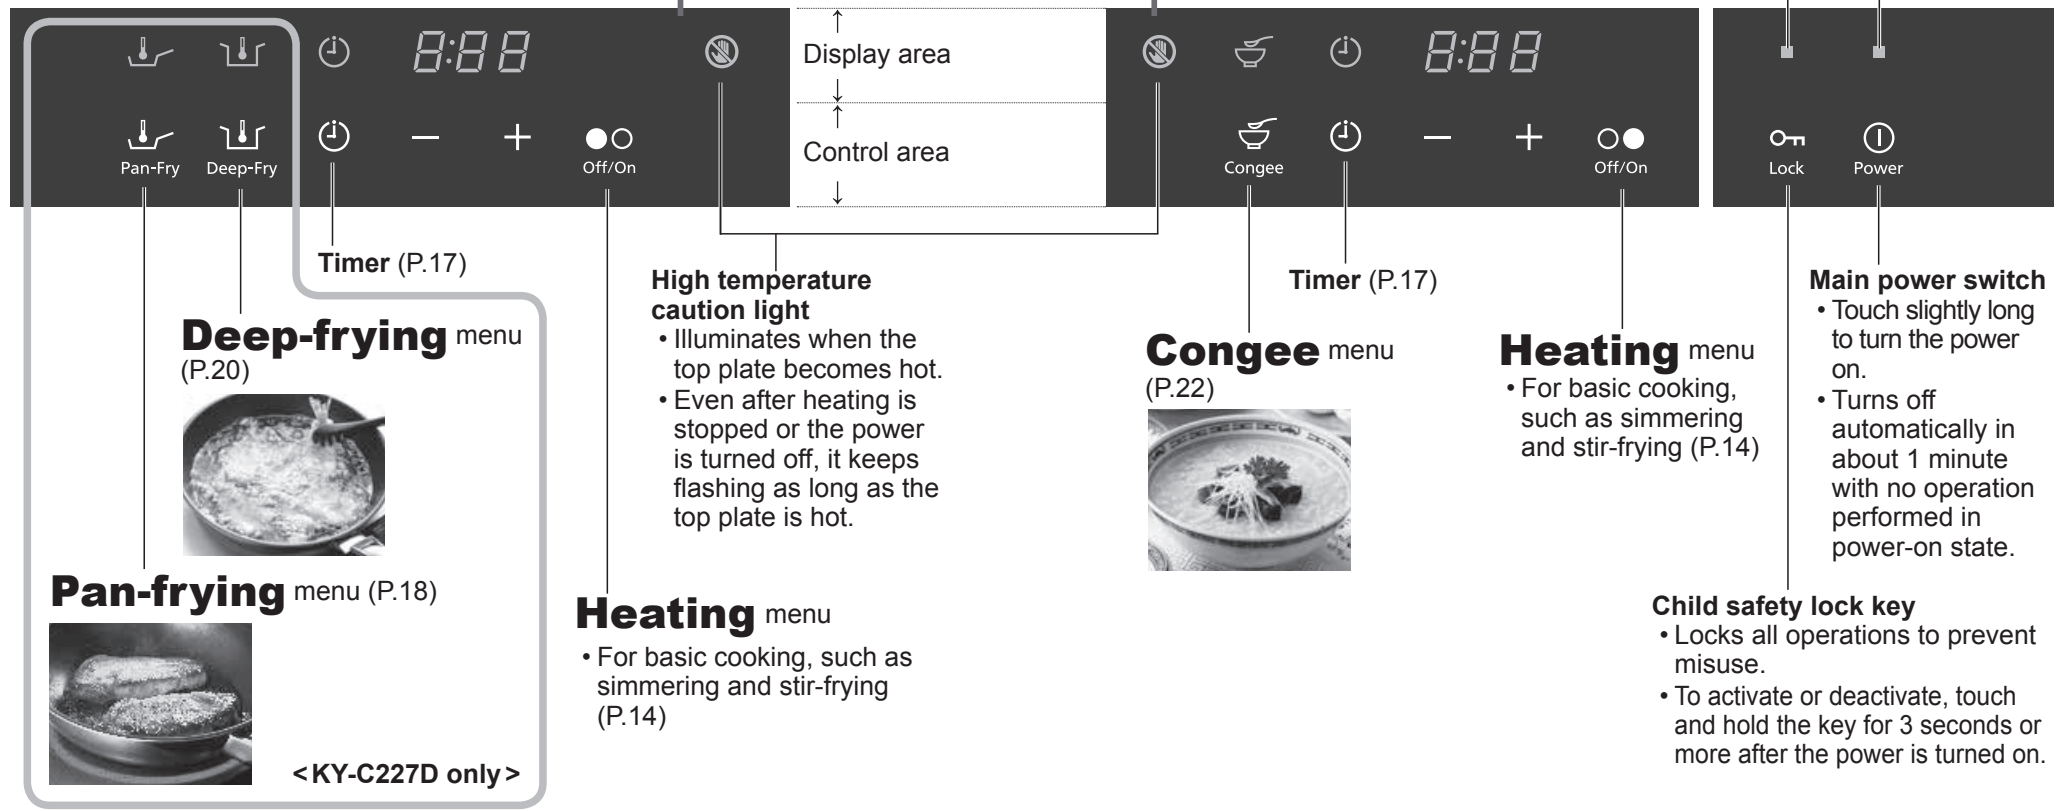 8:88
Display area
8:88
Control area
Pan-Fry
Deep-Fry
Off/On
Congee
Off/On
Lock
Power
Timer (P.17)
Deep-frying menu
(P.20)
Pan-frying menu (P.18)
<KY-C227D only>
High temperature
caution light
• Illuminates when the
top plate becomes hot.
• Even after heating is
stopped or the power
is turned off, it keeps
flashing as long as the
top plate is hot.
Heating menu
• For basic cooking, such as
simmering and stir-frying
(P.14)
Timer (P.17)
Congee menu
(P.22)
Heating menu
• For basic cooking,
such as simmering
and stir-frying (P.14)
Main power switch
• Touch slightly long
to turn the power
on.
• Turns off
automatically in
about 1 minute
with no operation
performed in
power-on state.
Child safety lock key
• Locks all operations to prevent
misuse.
• To activate or deactivate, touch
and hold the key for 3 seconds or
more after the power is turned on.